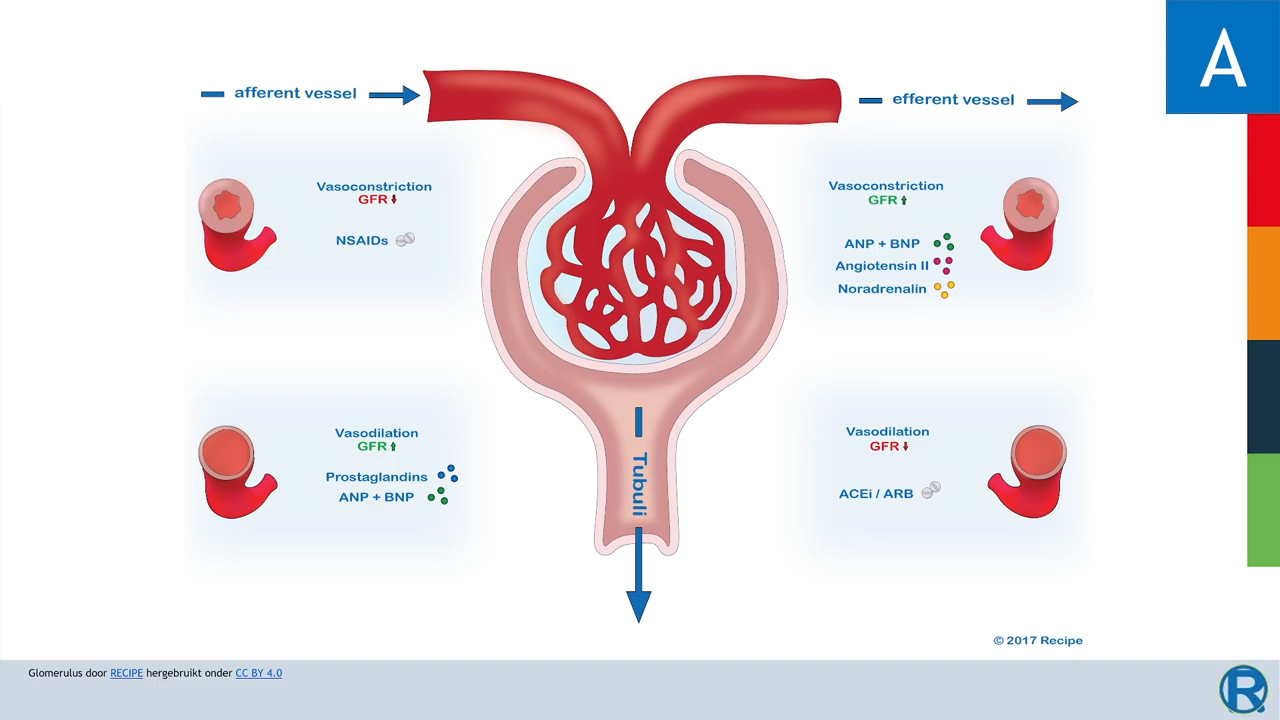 A
afferent vessel
efferent vessel
Vasoconstriction
GFR
NSAIDs
Vasoconstriction
GFR
ANP + BNP
Angiotensin II
Noradrenalin
Vasodilation
GFR
Prostaglandins
ANP + BNP
Vasodilation
GFR
ACEi / ARB
Tubuli
© 2017 Recipe
Glomerulus door RECIPE hergebruikt onder CC BY 4.0
R